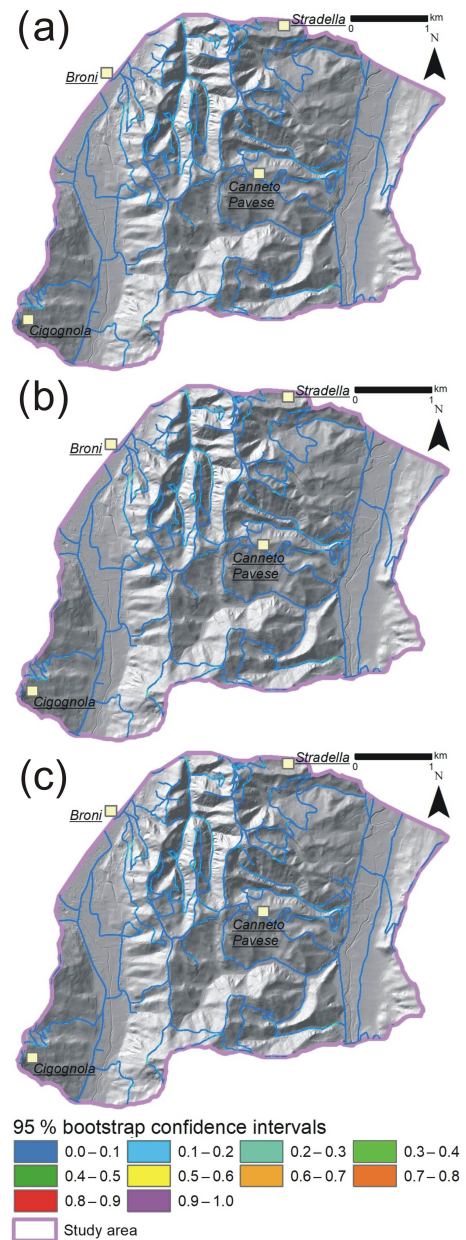 (a)
Stradella
km
0 1
N
Broni
Canneto
Pavese
Cigognola
(b)
Stradella
km
0 1
N
Broni
Canneto
Pavese
Cigognola
(c)
Stradella
km
0 1
N
Broni
Canneto
Pavese
Cigognola
95 % bootstrap confidence intervals
0.0 – 0.1 0.1 – 0.2 0.2 – 0.3 0.3 – 0.4
0.4 – 0.5 0.5 – 0.6 0.6 – 0.7 0.7 – 0.8
0.8 – 0.9 0.9 – 1.0
Study area